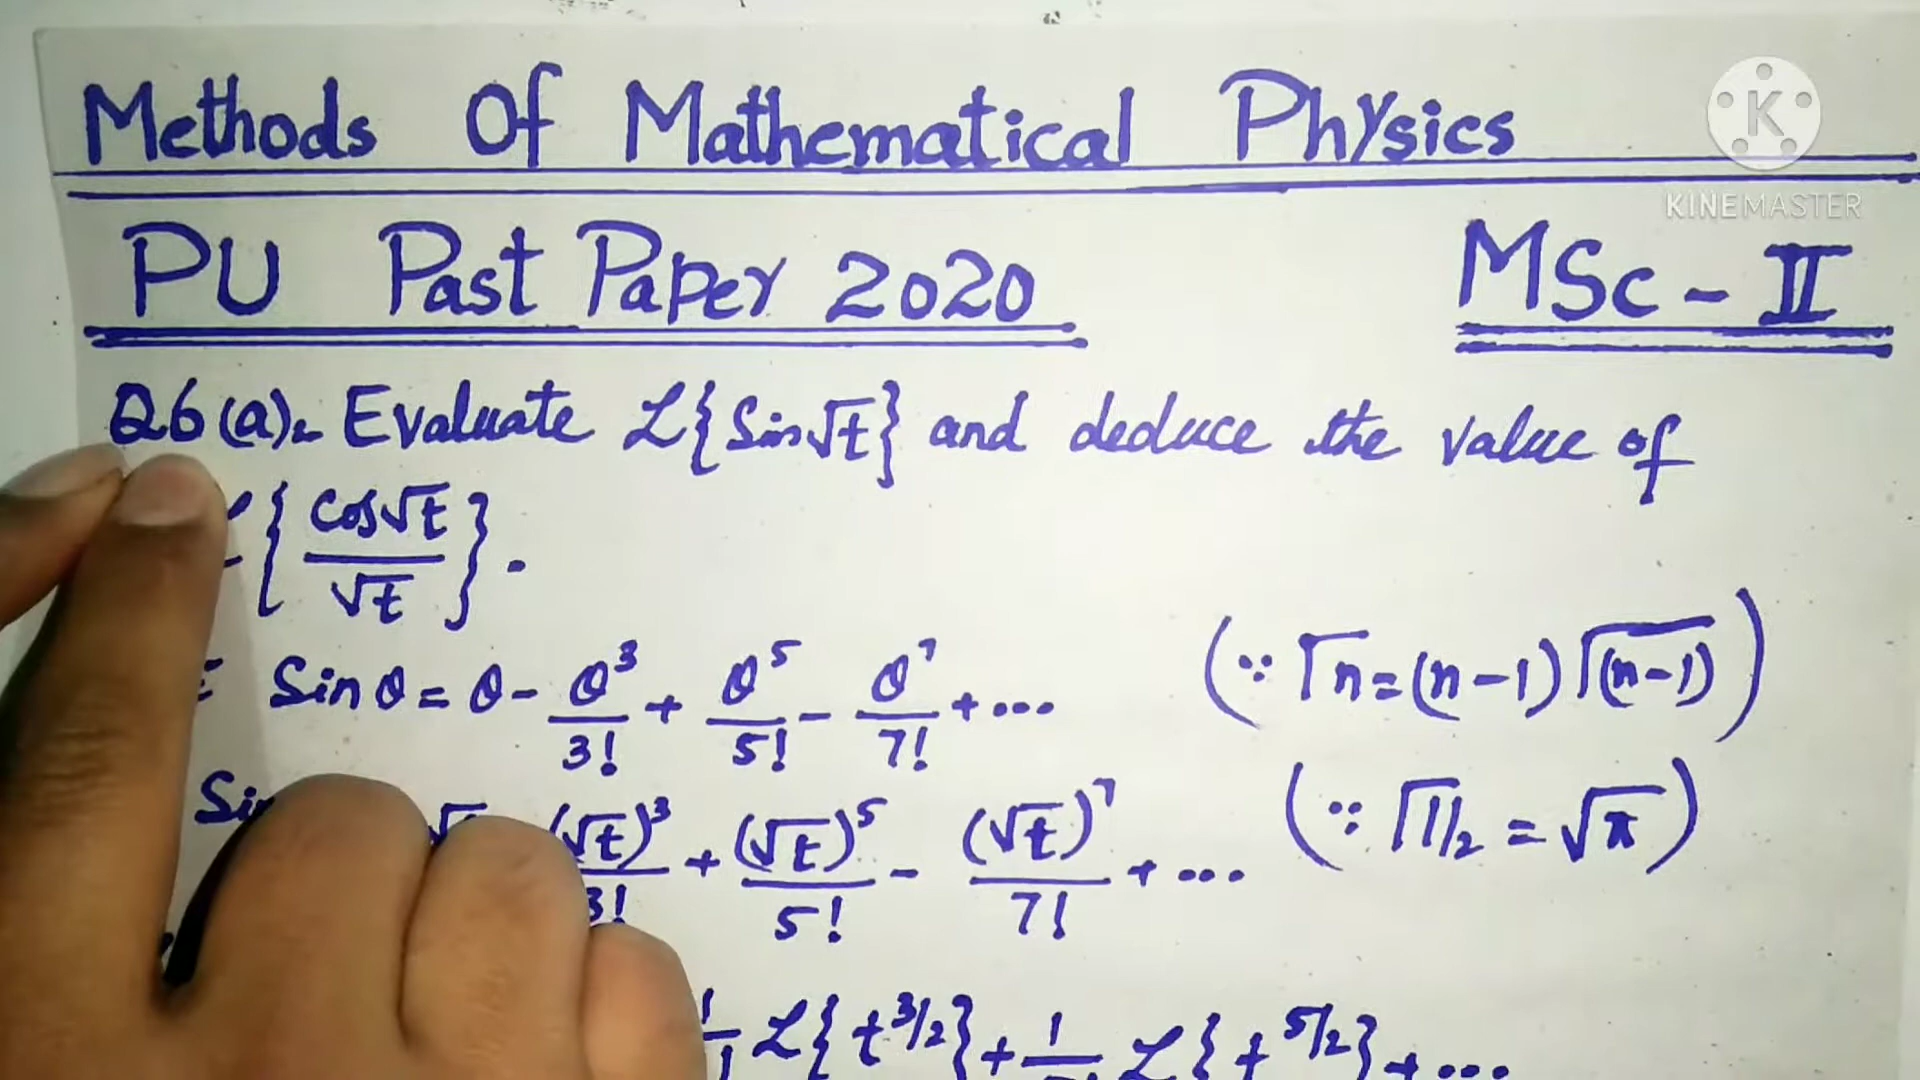 Methods Of Mathematical Physics
K
KINEMASTER
PU Past Paper 2020 MSc - II
Q6(a). Evaluate ℒ{Sin√t} and deduce the value of
{cos√t/√t}.
Sin θ = θ - θ³/3! + θ⁵/5! - θ⁷/7! + ... (∵ Γn = (n-1) Γ(n-1))
(√t)³/3! + (√t)⁵/5! - (√t)⁷/7! + ... (∵ Γ1/2 = √π)
ℒ{t^3/2} + 1 ℒ{t^5/2} + ...